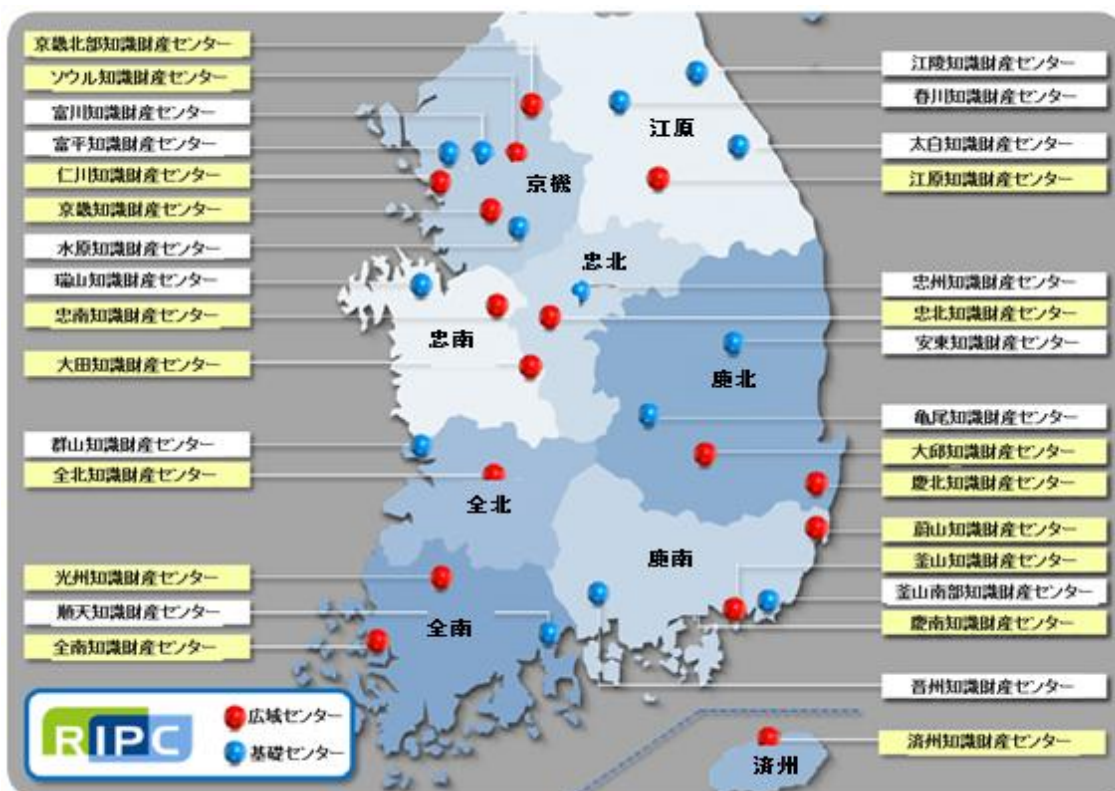 京畿北部知識財産センター
ソウル知識財産センター
富川知識財産センター
富平知識財産センター
仁川知識財産センター
京畿知識財産センター
水原知識財産センター
瑞山知識財産センター
忠南知識財産センター
大田知識財産センター
群山知識財産センター
全北知識財産センター
光州知識財産センター
順天知識財産センター
全南知識財産センター
江原
京機
忠北
忠南
鹿北
全北
鹿南
全南
済州
江陵知識財産センター
春川知識財産センター
太白知識財産センター
江原知識財産センター
忠州知識財産センター
忠北知識財産センター
安東知識財産センター
亀尾知識財産センター
大邱知識財産センター
慶北知識財産センター
蔚山知識財産センター
釜山知識財産センター
釜山南部知識財産センター
慶南知識財産センター
晋州知識財産センター
済州知識財産センター
RIPC
広域センター
基礎センター